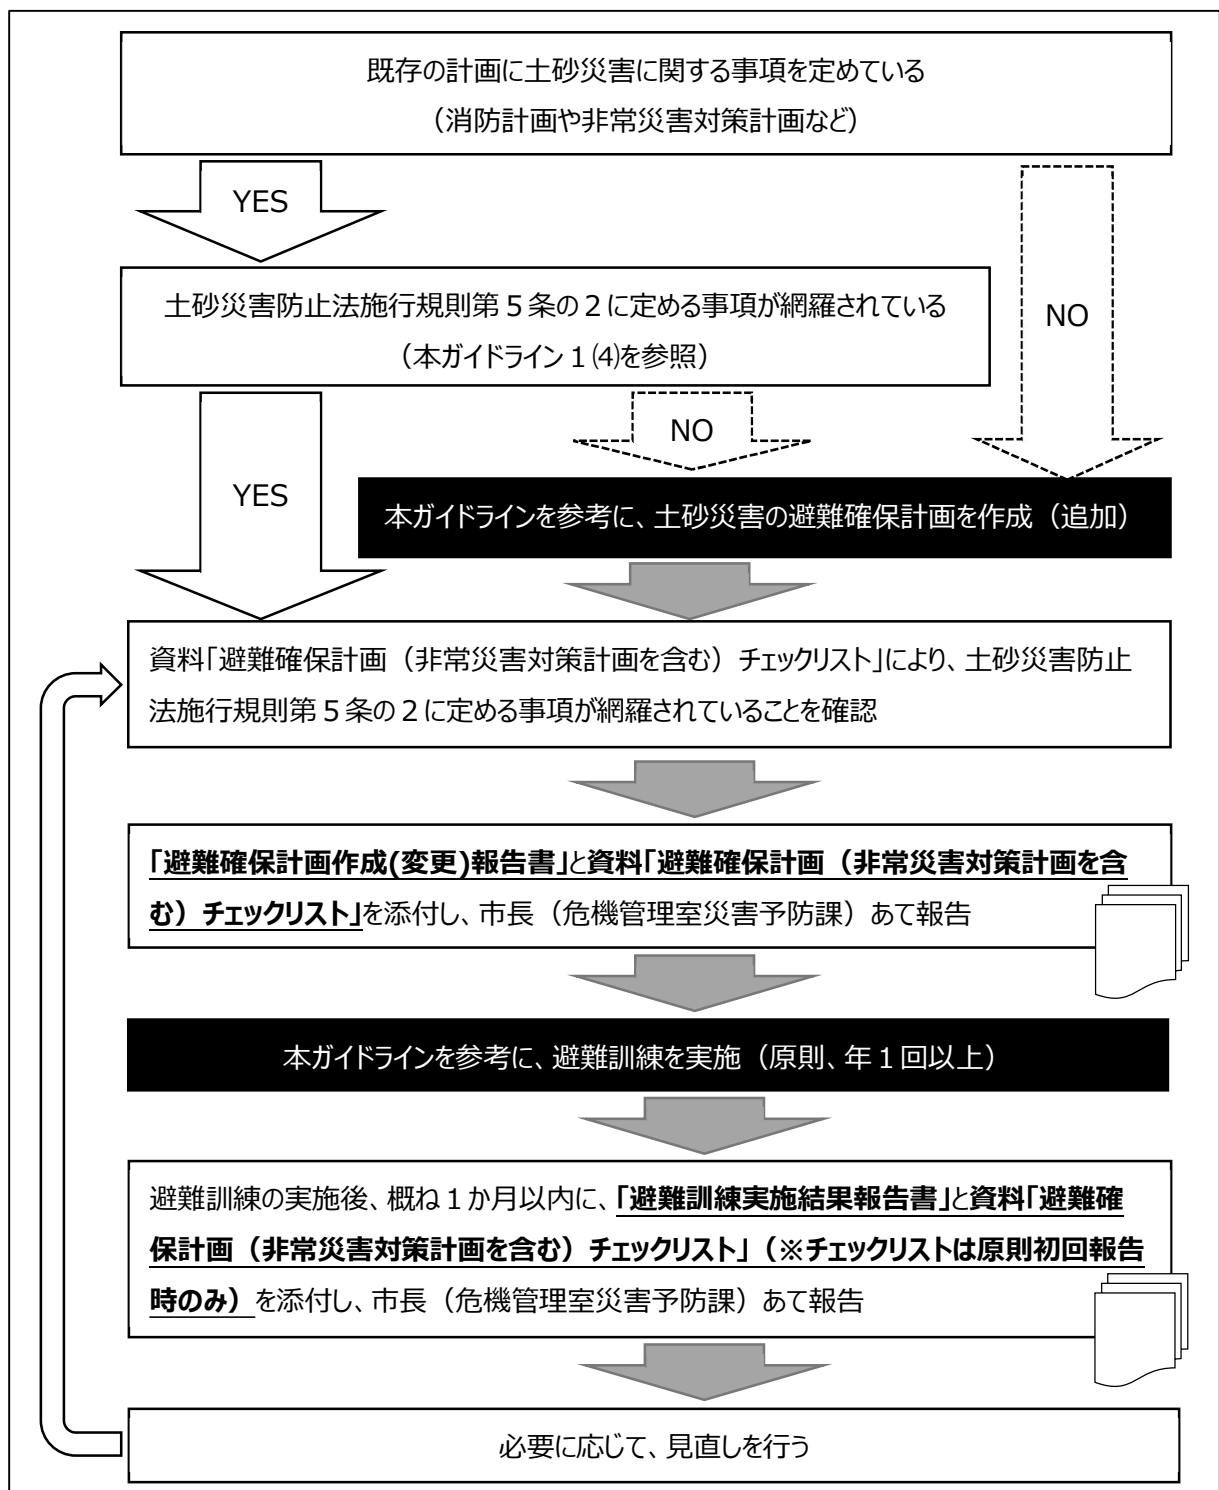 既存の計画に土砂災害に関する事項を定めている
（消防計画や非常災害対策計画など）
YES
土砂災害防止法施行規則第５条の２に定める事項が網羅されている
（本ガイドライン１⑷を参照）
NO
NO
YES
本ガイドラインを参考に、土砂災害の避難確保計画を作成（追加）
資料「避難確保計画（非常災害対策計画を含む）チェックリスト」により、土砂災害防止
法施行規則第５条の２に定める事項が網羅されていることを確認
「避難確保計画作成(変更)報告書」と資料「避難確保計画（非常災害対策計画を含
む）チェックリスト」を添付し、市長（危機管理室災害予防課）あて報告
本ガイドラインを参考に、避難訓練を実施（原則、年１回以上）
避難訓練の実施後、概ね１か月以内に、「避難訓練実施結果報告書」と資料「避難確
保計画（非常災害対策計画を含む）チェックリスト」（※チェックリストは原則初回報告
時のみ）を添付し、市長（危機管理室災害予防課）あて報告
必要に応じて、見直しを行う